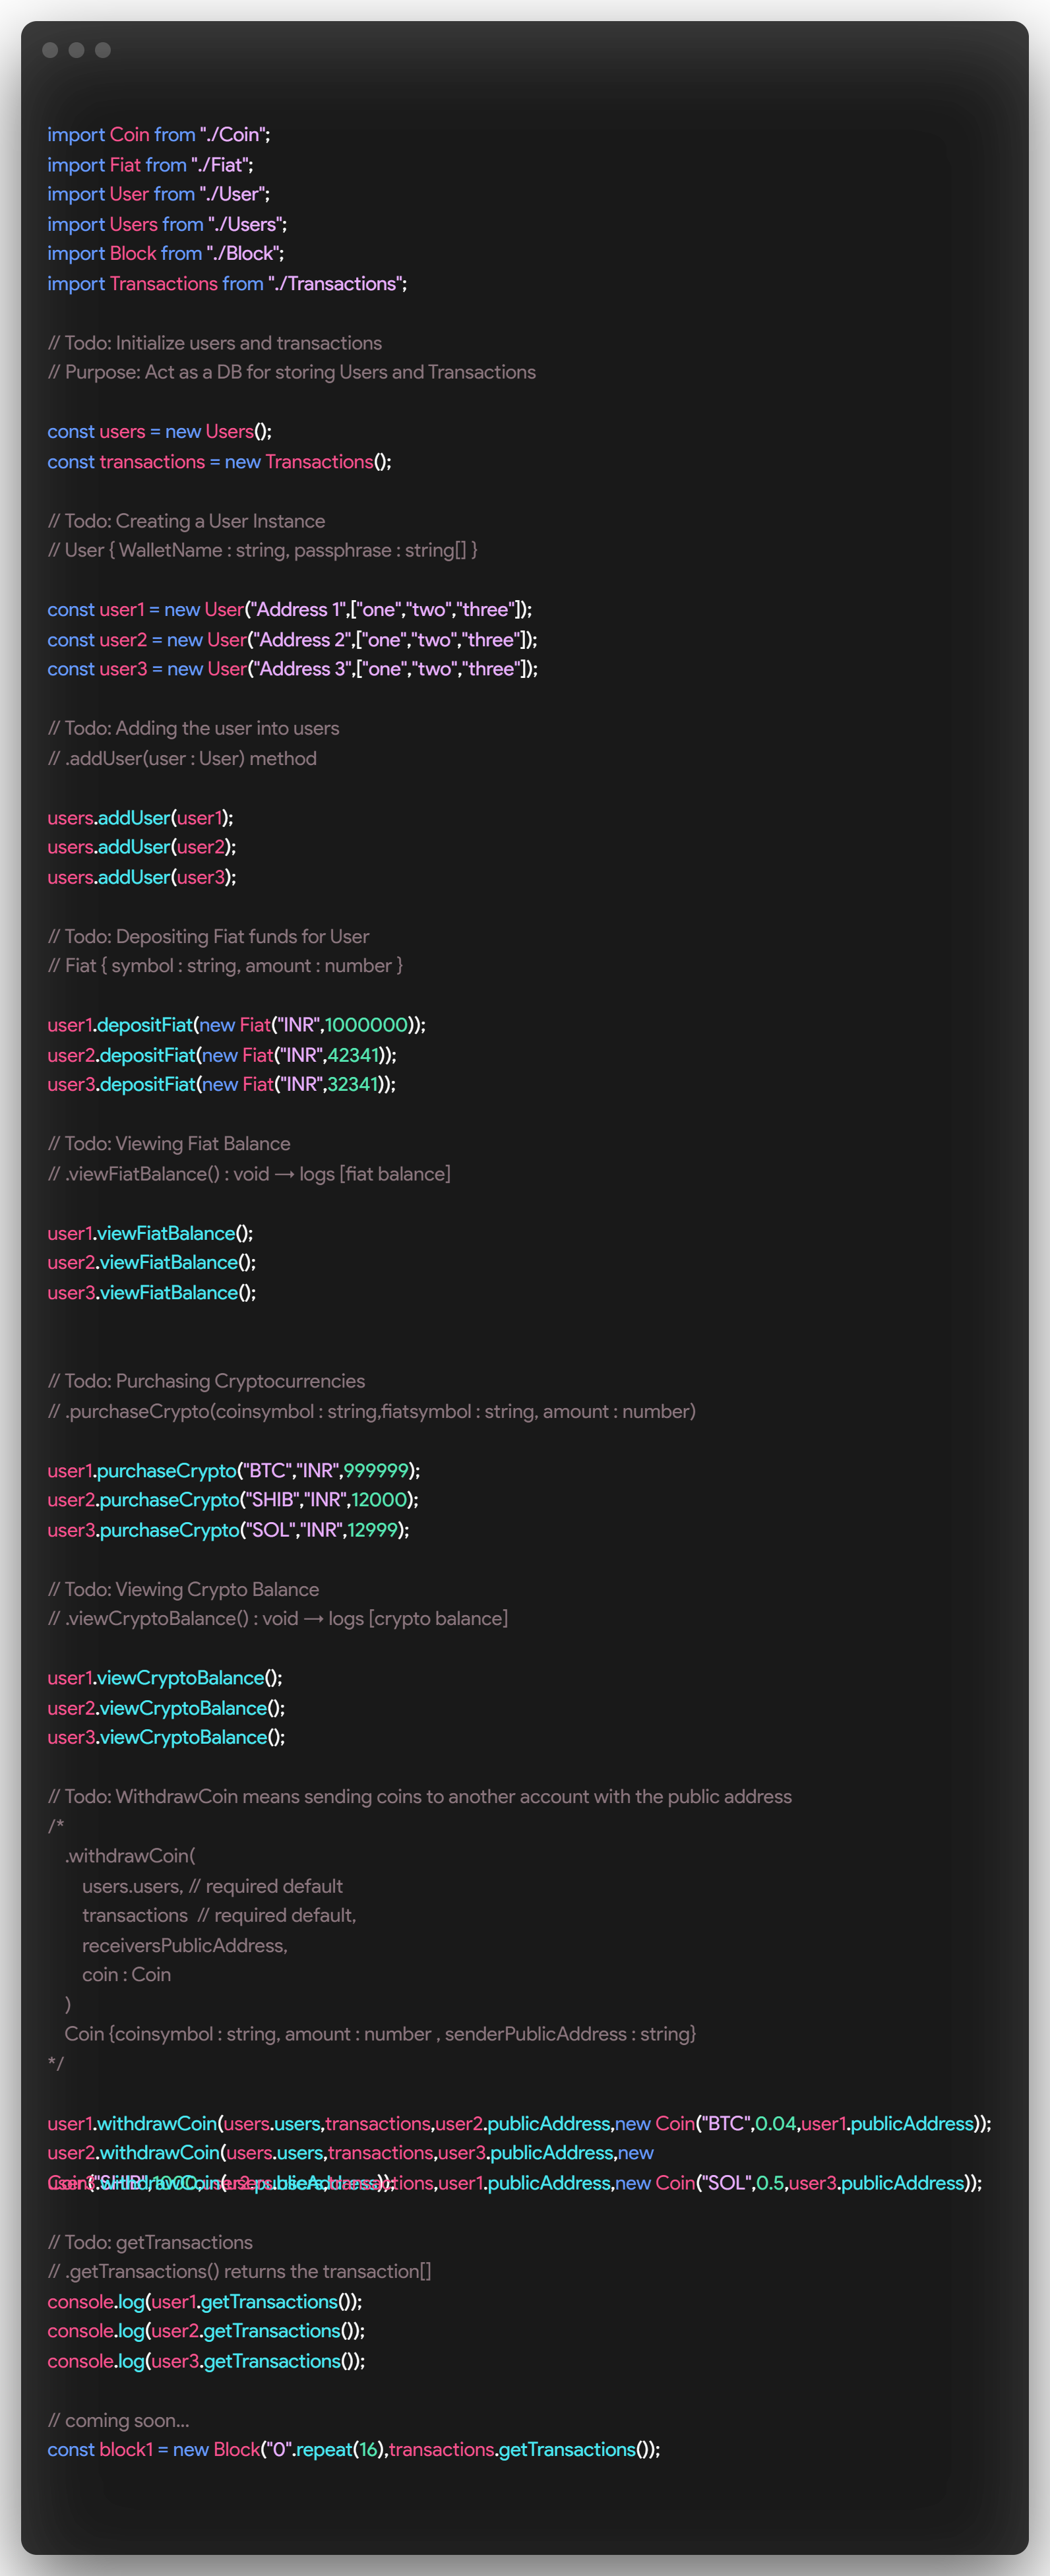 import Coin from "./Coin";
import Fiat from "./Fiat";
import User from "./User";
import Users from "./Users";
import Block from "./Block";
import Transactions from "./Transactions";
// Todo: Initialize users and transactions
// Purpose: Act as a DB for storing Users and Transactions
const users = new Users();
const transactions = new Transactions();
// Todo: Creating a User Instance
// User { WalletName : string, passphrase : string[] }
const user1 = new User("Address 1",["one","two","three"]);
const user2 = new User("Address 2",["one","two","three"]);
const user3 = new User("Address 3",["one","two","three"]);
// Todo: Adding the user into users
// .addUser(user : User) method
users.addUser(user1);
users.addUser(user2);
users.addUser(user3);
// Todo: Depositing Fiat funds for User
// Fiat { symbol : string, amount : number }
user1.depositFiat(new Fiat("INR",1000000));
user2.depositFiat(new Fiat("INR",42341));
user3.depositFiat(new Fiat("INR",32341));
// Todo: Viewing Fiat Balance
// .viewFiatBalance() : void → logs [fiat balance]
user1.viewFiatBalance();
user2.viewFiatBalance();
user3.viewFiatBalance();
// Todo: Purchasing Cryptocurrencies
// .purchaseCrypto(coinsymbol : string,fiatsymbol : string, amount : number)
user1.purchaseCrypto("BTC","INR",999999);
user2.purchaseCrypto("SHIB","INR",12000);
user3.purchaseCrypto("SOL","INR",12999);
// Todo: Viewing Crypto Balance
// .viewCryptoBalance() : void → logs [crypto balance]
user1.viewCryptoBalance();
user2.viewCryptoBalance();
user3.viewCryptoBalance();
// Todo: WithdrawCoin means sending coins to another account with the public address
/*
.withdrawCoin(
users.users, // required default
transactions // required default,
receiversPublicAddress,
coin : Coin
)
Coin {coinsymbol : string, amount : number , senderPublicAddress : string}
*/
user1.withdrawCoin(users.users,transactions,user2.publicAddress,new Coin("BTC",0.04,user1.publicAddress));
user2.withdrawCoin(users.users,transactions,user3.publicAddress,new
user1.publicAddress,new Coin("SOL",0.5,user3.publicAddress));
// Todo: getTransactions
// .getTransactions() returns the transaction[]
console.log(user1.getTransactions());
console.log(user2.getTransactions());
console.log(user3.getTransactions());
// coming soon...
const block1 = new Block("0".repeat(16),transactions.getTransactions());